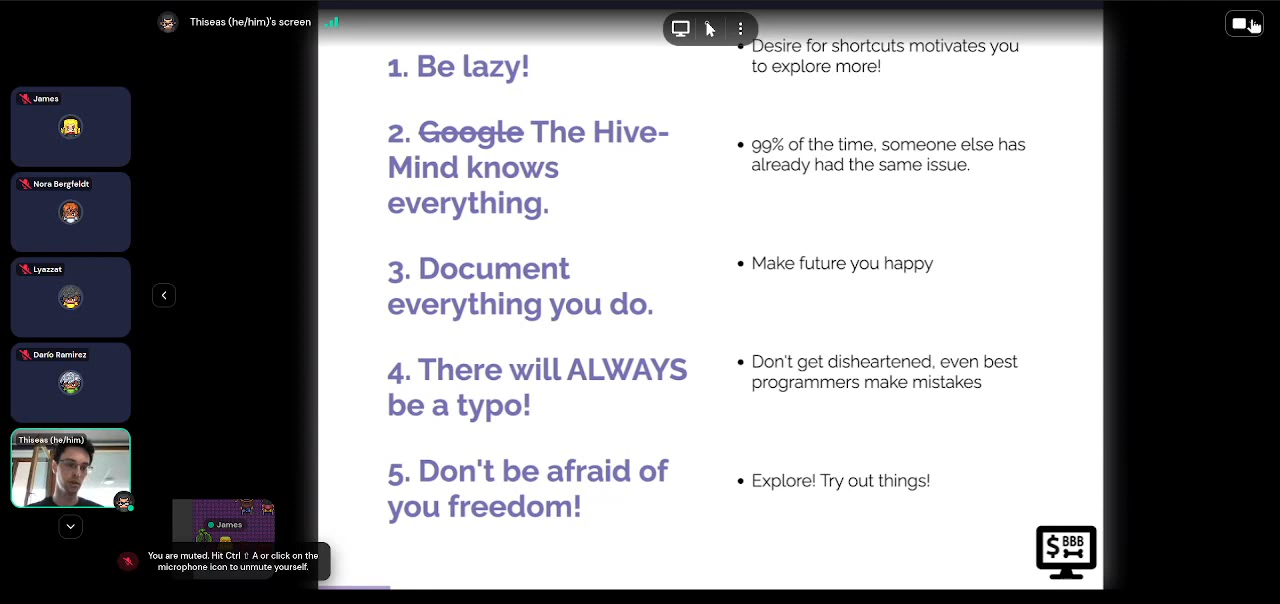 Thiseas (he/him)'s screen
James
Nora Bergfeldt
Lyazzat
Darío Ramirez
Thiseas (he/him)
James
You are muted. Hit Ctrl ⇧ A or click on the
microphone icon to unmute yourself.
1. Be lazy!
• Desire for shortcuts motivates you
to explore more!
2. Google The Hive-
Mind knows
everything.
• 99% of the time, someone else has
already had the same issue.
3. Document
everything you do.
• Make future you happy
4. There will ALWAYS
be a typo!
• Don't get disheartened, even best
programmers make mistakes
5. Don't be afraid of
you freedom!
• Explore! Try out things!
$ BBB